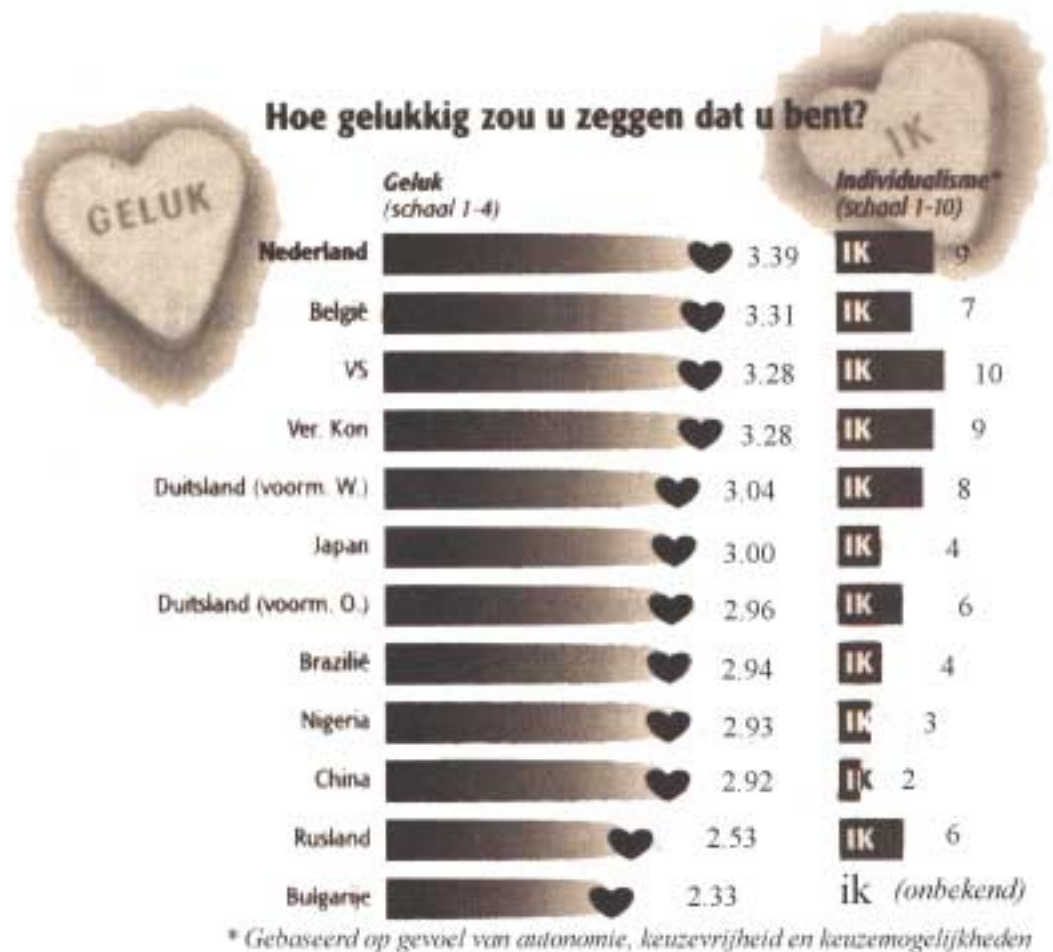 Hoe gelukkig zou u zeggen dat u bent?
GELUK
IK
Geluk
(schaal 1-4)
Individualisme*
(schaal 1-10)
Nederland 3.39 IK 9
België 3.31 IK 7
VS 3.28 IK 10
Ver. Kon 3.28 IK 9
Duitsland (voorm. W.) 3.04 IK 8
Japan 3.00 IK 4
Duitsland (voorm. O.) 2.96 IK 6
Brazilië 2.94 IK 4
Nigeria 2.93 IK 3
China 2.92 IK 2
Rusland 2.53 IK 6
Bulgarije 2.33 ik (onbekend)
* Gebaseerd op gevoel van autonomie, keuzevrijheid en keuzemogelijkheden